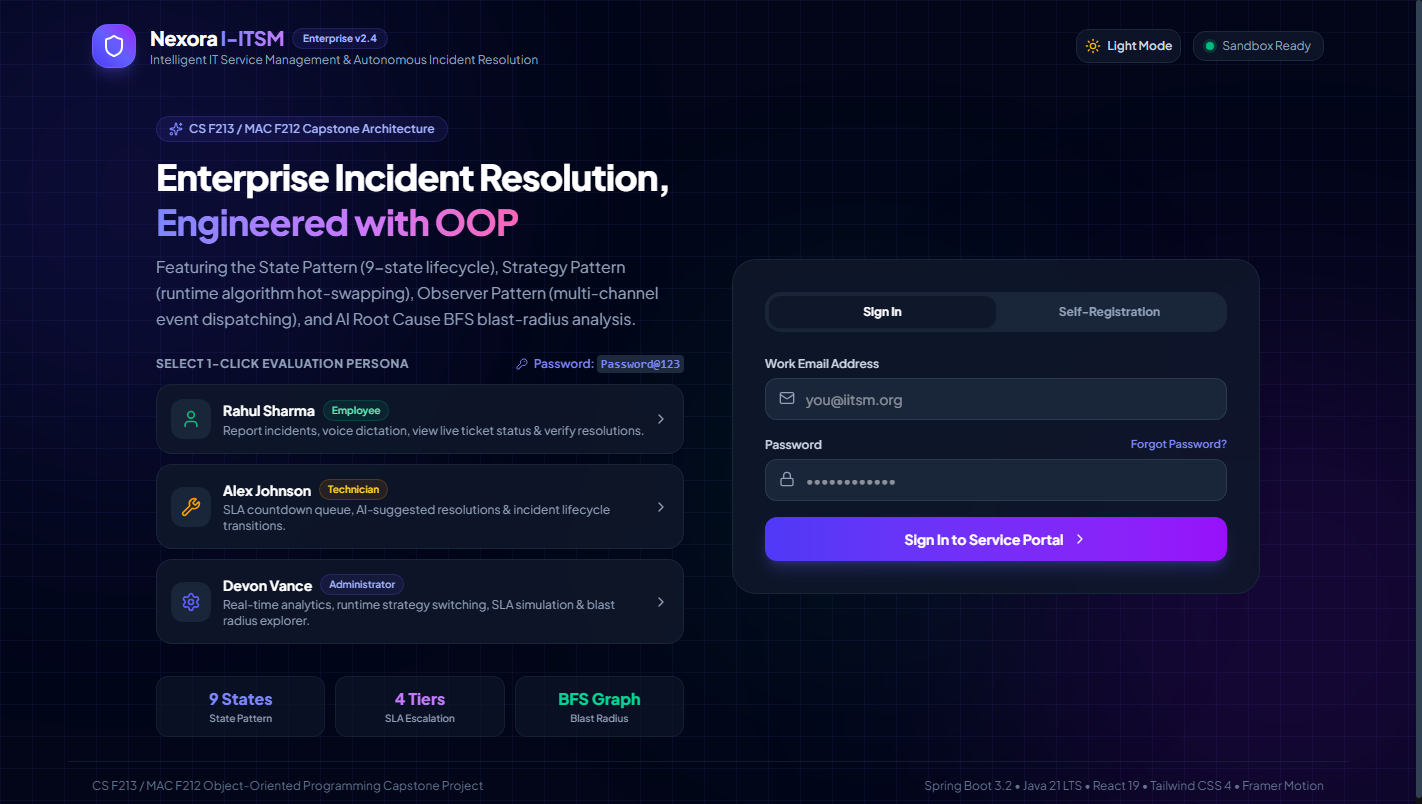 Nexora I-ITSM Enterprise v2.4
Intelligent IT Service Management & Autonomous Incident Resolution
Light Mode
Sandbox Ready
CS F213 / MAC F212 Capstone Architecture
Enterprise Incident Resolution,
Engineered with OOP
Featuring the State Pattern (9-state lifecycle), Strategy Pattern
(runtime algorithm hot-swapping), Observer Pattern (multi-channel
event dispatching), and AI Root Cause BFS blast-radius analysis.
SELECT 1-CLICK EVALUATION PERSONA
Password: Password@123
Rahul Sharma Employee
Report incidents, voice dictation, view live ticket status & verify resolutions.
Alex Johnson Technician
SLA countdown queue, AI-suggested resolutions & incident lifecycle
transitions.
Devon Vance Administrator
Real-time analytics, runtime strategy switching, SLA simulation & blast
radius explorer.
9 States
State Pattern
4 Tiers
SLA Escalation
BFS Graph
Blast Radius
Sign In
Self-Registration
Work Email Address
you@iitsm.org
Password
Forgot Password?
••••••••••••
Sign In to Service Portal
CS F213 / MAC F212 Object-Oriented Programming Capstone Project
Spring Boot 3.2 • Java 21 LTS • React 19 • Tailwind CSS 4 • Framer Motion